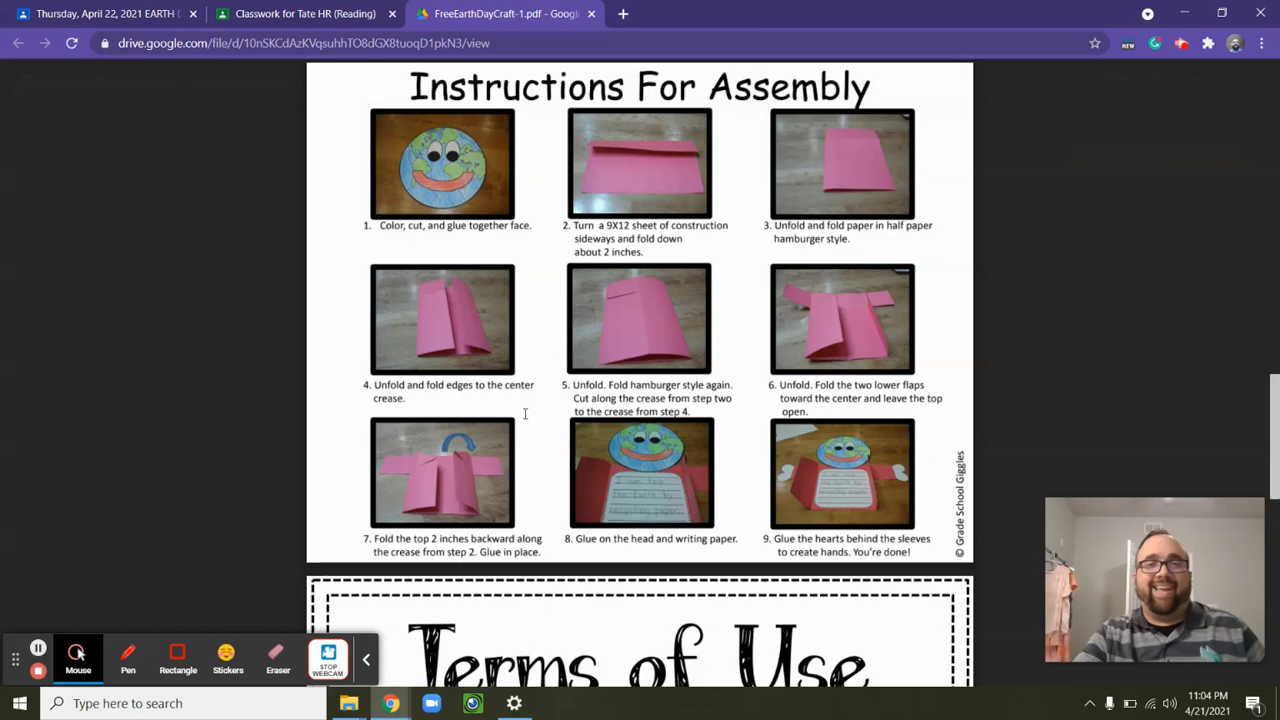 Thursday, April 22, 2021 EARTH
Classwork for Tate HR (Reading)
FreeEarthDayCraft-1.pdf - Google
drive.google.com/file/d/10nSKCdAzKVqsuhhTO8dGX8tuoqD1pkN3/view
Instructions For Assembly
1. Color, cut, and glue together face.
2. Turn a 9X12 sheet of construction
sideways and fold down
about 2 inches.
3. Unfold and fold paper in half paper
hamburger style.
4. Unfold and fold edges to the center
crease.
5. Unfold. Fold hamburger style again.
Cut along the crease from step two
to the crease from step 4.
6. Unfold. Fold the two lower flaps
toward the center and leave the top
open.
I can help
the Earth by
recycling paper.
7. Fold the top 2 inches backward along
the crease from step 2. Glue in place.
8. Glue on the head and writing paper.
9. Glue the hearts behind the sleeves
to create hands. You're done!
© Grade School Giggles
Terms of Use
Mouse
Pen
Rectangle
Stickers
Eraser
STOP
WEBCAM
Type here to search
11:04 PM
4/21/2021